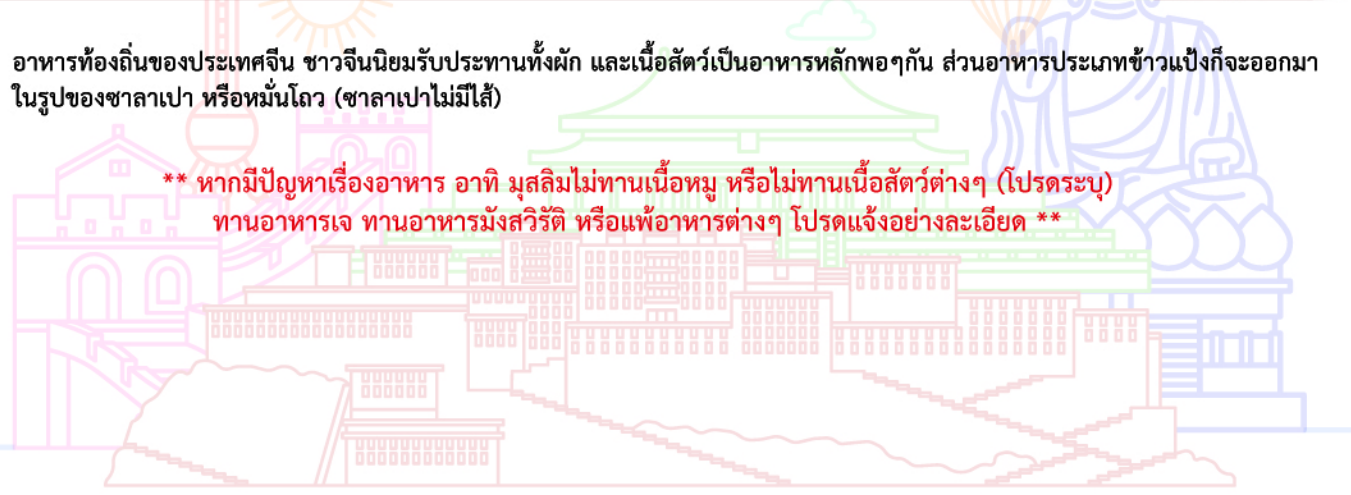 อาหารท้องถิ่นของประเทศจีน ชาวจีนนิยมรับประทานทั้งผัก และเนื้อสัตว์เป็นอาหารหลักพอๆกัน ส่วนอาหารประเภทข้าวแป้งก็จะออกมา
ในรูปของซาลาเปา หรือหมั่นโถว (ซาลาเปาไม่มีไส้)
** หากมีปัญหาเรื่องอาหาร อาทิ มุสลิมไม่ทานเนื้อหมู หรือไม่ทานเนื้อสัตว์ต่างๆ (โปรดระบุ)
ทานอาหารเจ ทานอาหารมังสวิรัติ หรือแพ้อาหารต่างๆ โปรดแจ้งอย่างละเอียด **